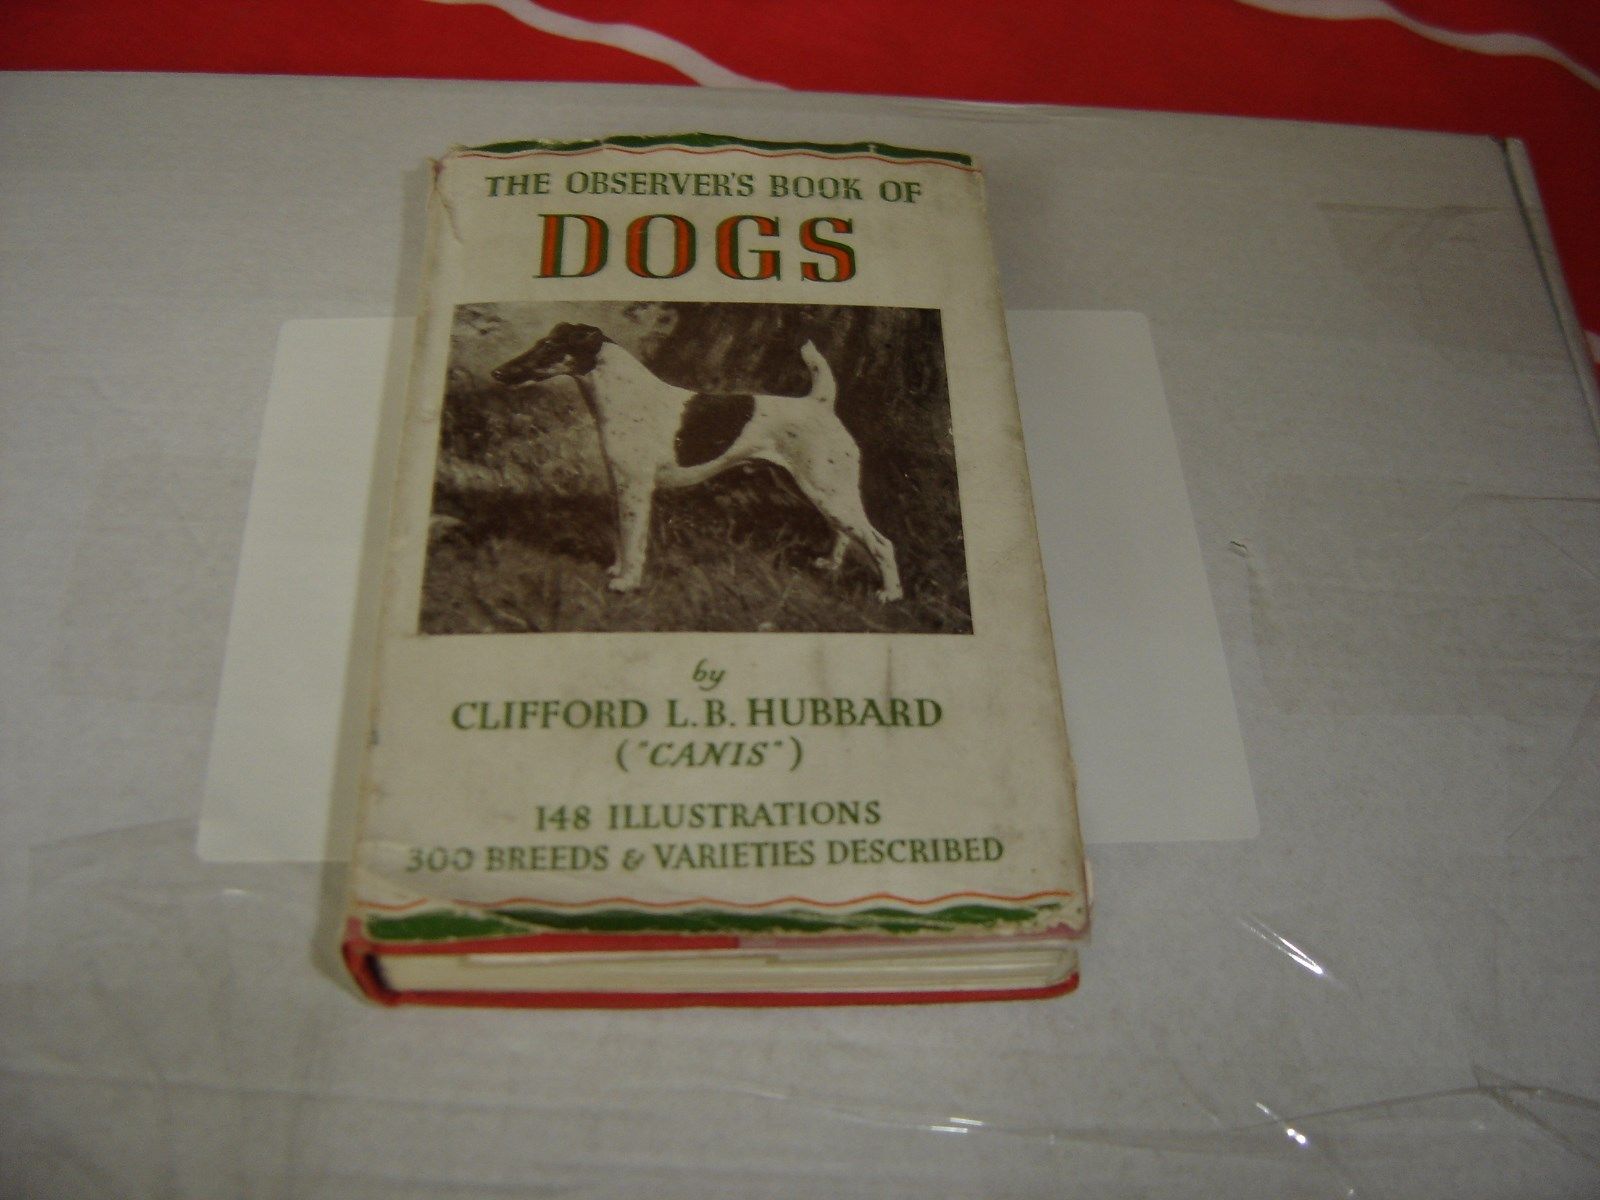 THE OBSERVER'S BOOK OF
DOGS
by
CLIFFORD L.B. HUBBARD
("CANIS")
148 ILLUSTRATIONS
300 BREEDS & VARIETIES DESCRIBED